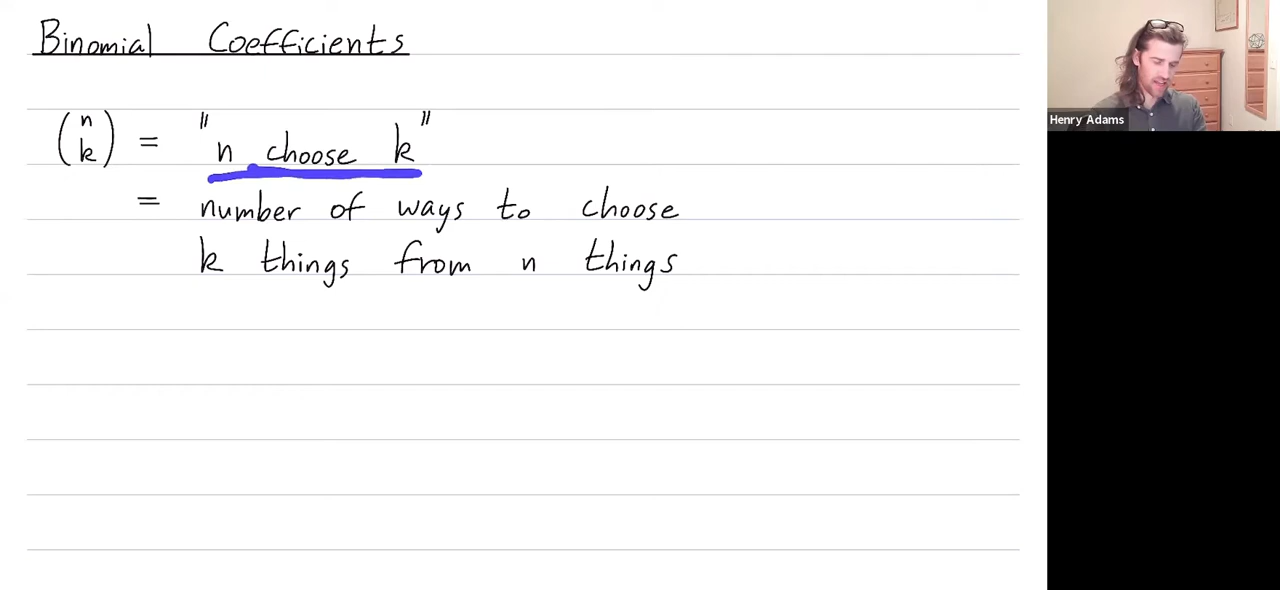 Binomial Coefficients
(n k) = "n choose k"
= number of ways to choose
k things from n things
Henry Adams